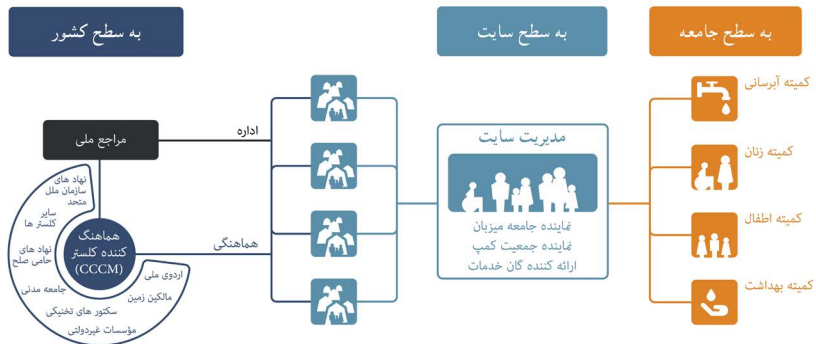 به سطح جامعه
به سطح سایت
به سطح کشور
کمیته آبرسانی
کمیته زنان
کمیته اطفال
کمیته بهداشت
مدیریت سایت
نماینده جامعه میزبان
نماینده جمعیت کمپ
ارائه کننده گان خدمات
اداره
هماهنگی
مراجع ملی
هماهنگ
کننده کلستر
(CCCM)
نهاد های
سازمان ملل
متحد
سایر
کلستر ها
نهاد های
حامی صلح
جامعه مدنی
سکتور های تخنیکی
مؤسسات غیردولتی
مالکین زمین
اردوی ملی